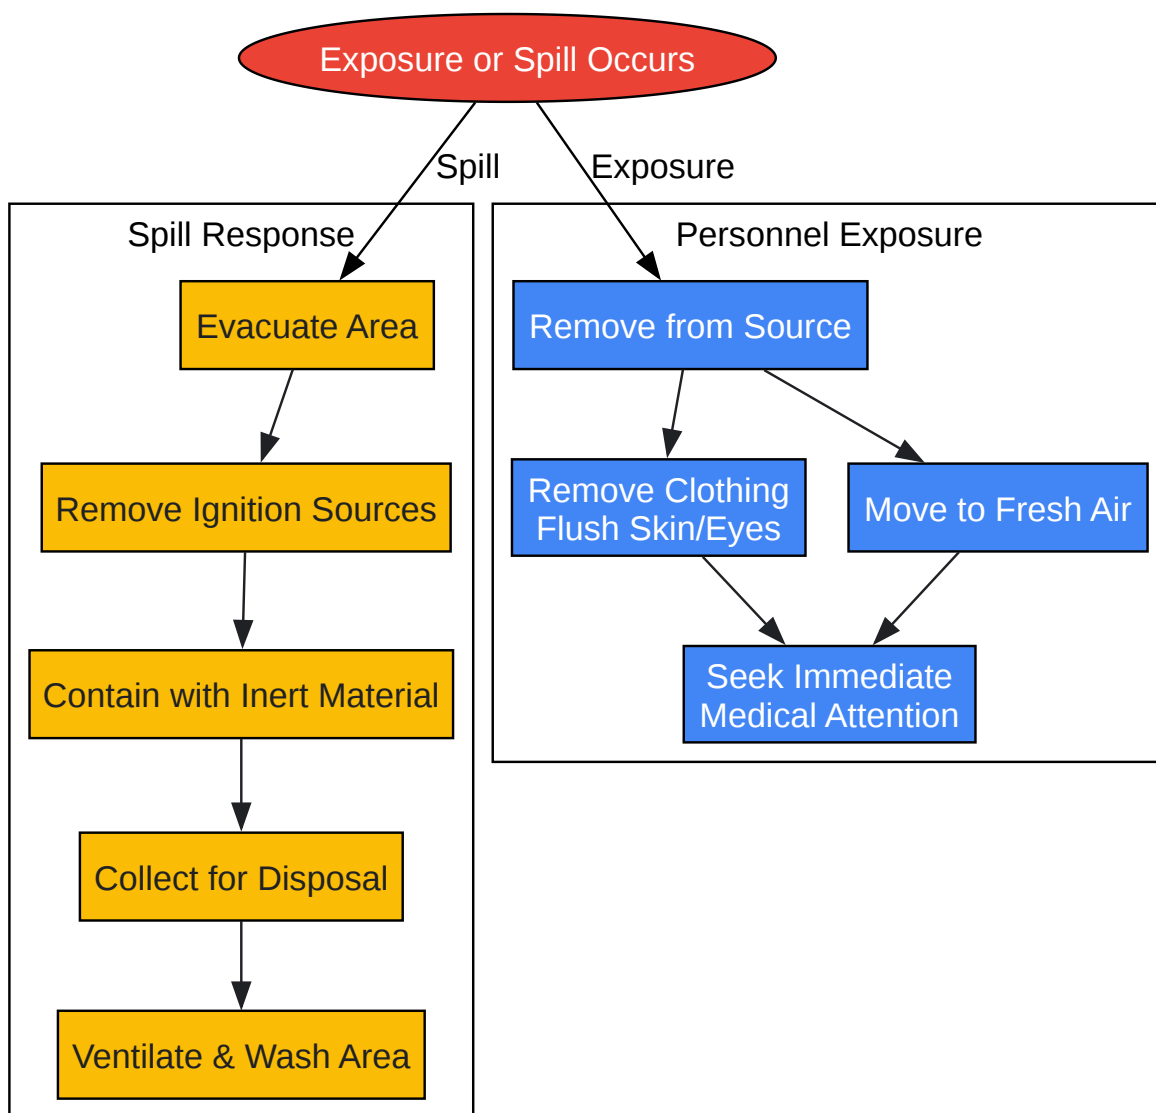 Exposure or Spill Occurs
Spill
Exposure
Spill Response
Evacuate Area
Remove Ignition Sources
Contain with Inert Material
Collect for Disposal
Ventilate & Wash Area
Personnel Exposure
Remove from Source
Remove Clothing
Flush Skin/Eyes
Move to Fresh Air
Seek Immediate
Medical Attention